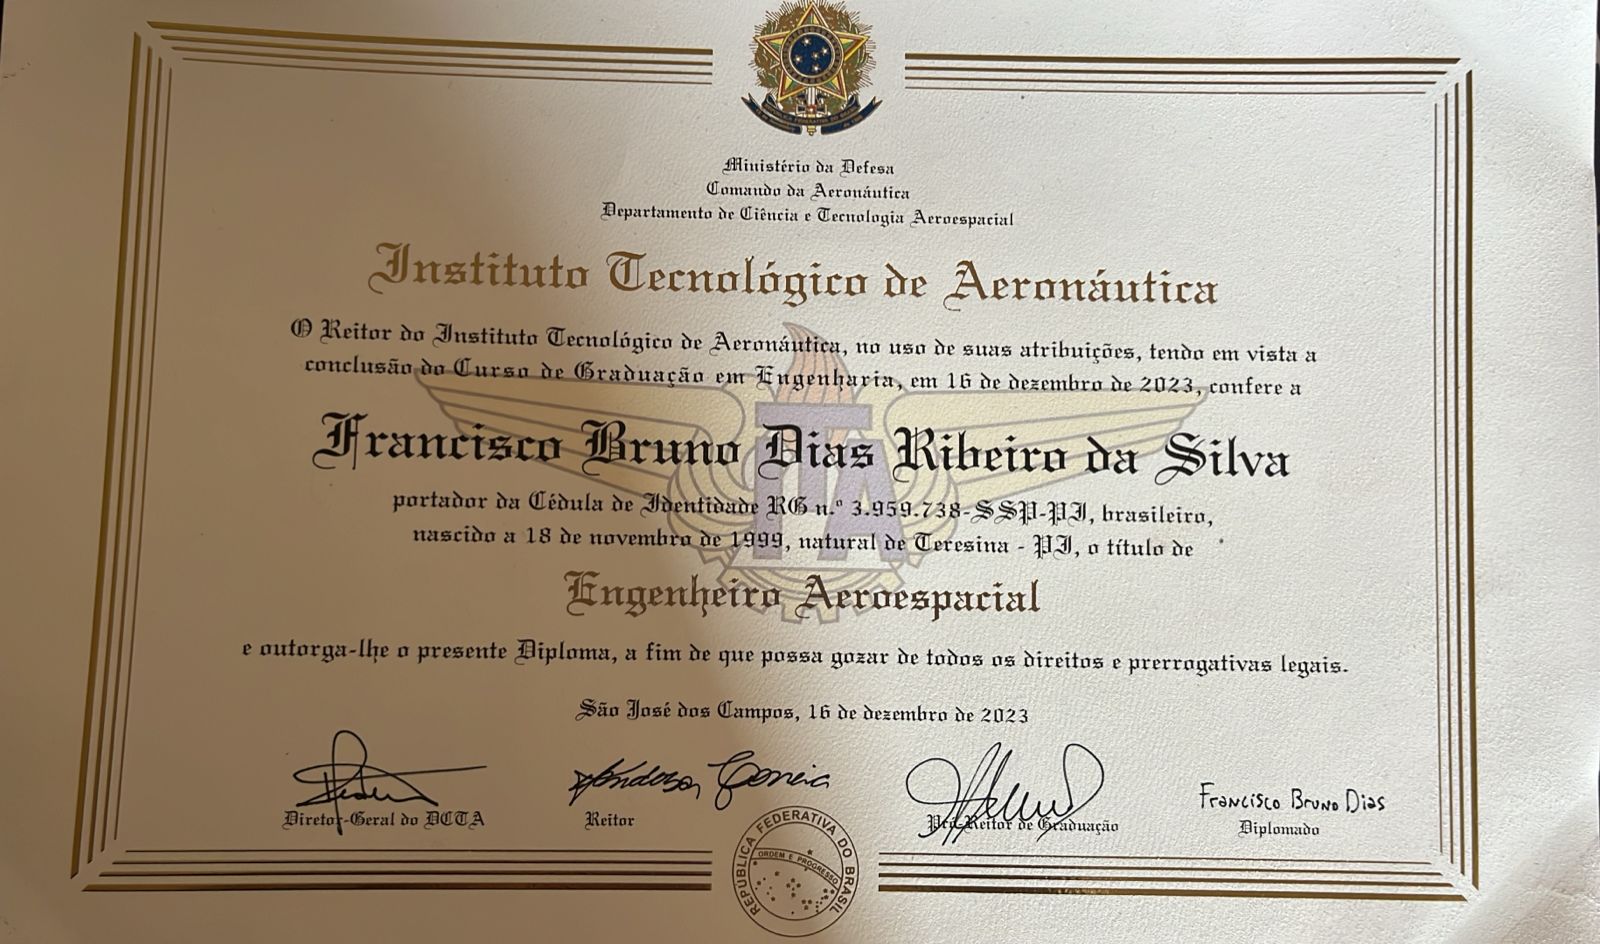 Ministério da Defesa
Comando da Aeronáutica
Departamento de Ciência e Tecnologia Aeroespacial
Instituto Tecnológico de Aeronáutica
O Reitor do Instituto Tecnológico de Aeronáutica, no uso de suas atribuições, tendo em vista a
conclusão do Curso de Graduação em Engenharia, em 16 de dezembro de 2023, confere a
Francisco Bruno Dias Ribeiro da Silva
portador da Cédula de Identidade RG n.º 3.959.738-SSP-PI, brasileiro,
nascido a 18 de novembro de 1999, natural de Teresina - PI, o título de
Engenheiro Aeroespacial
e outorga-lhe o presente Diploma, a fim de que possa gozar de todos os direitos e prerrogativas legais.
São José dos Campos, 16 de dezembro de 2023
Francisco Bruno Dias
Diretor-Geral do DCTA
Reitor
Pró-Reitor de Graduação
Diplomado
ITA
REPÚBLICA FEDERATIVA DO BRASIL
ORDEM E PROGRESSO